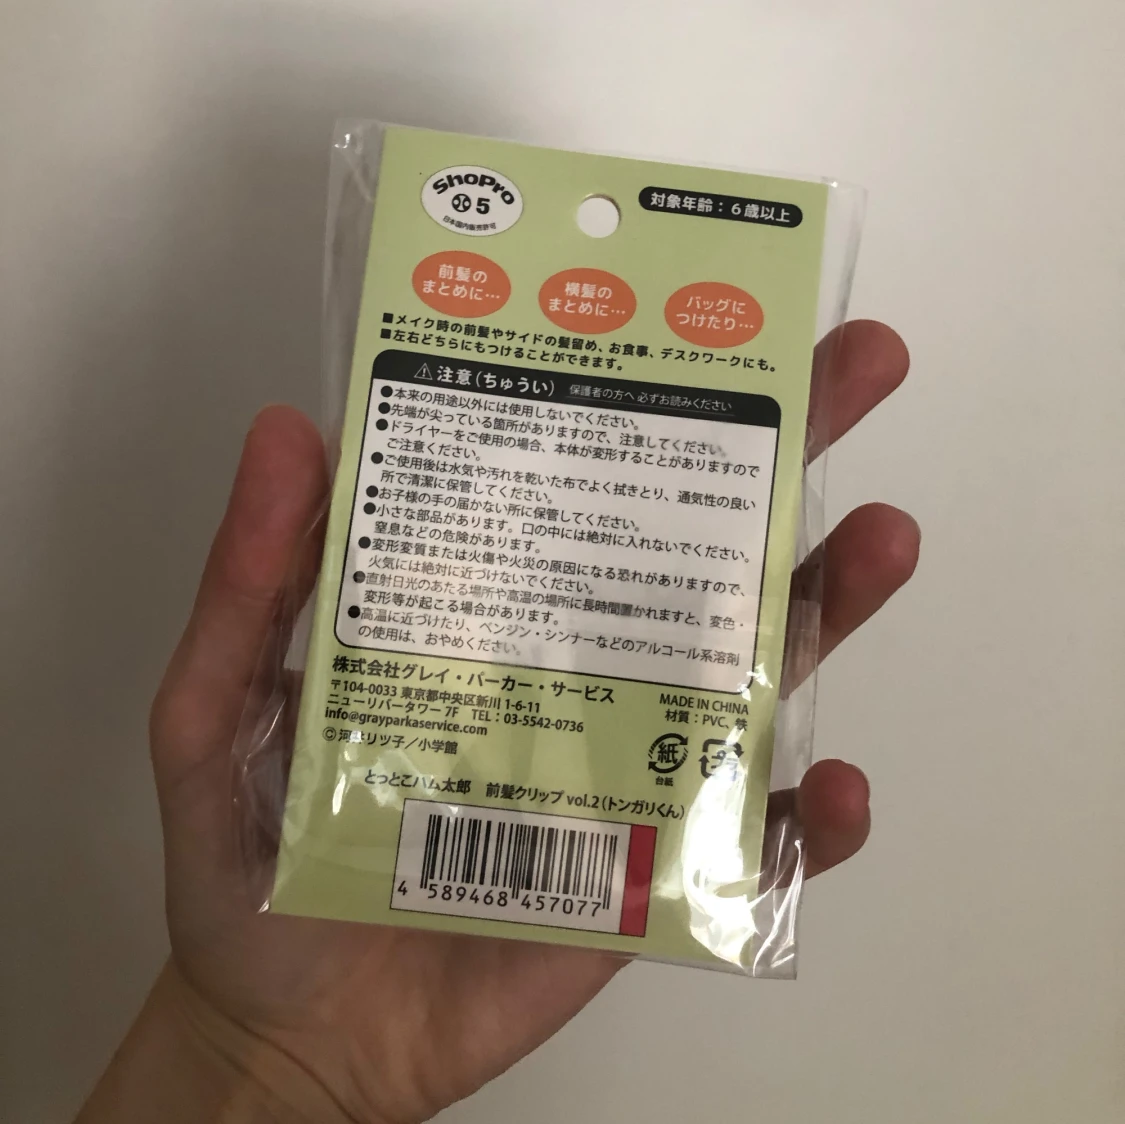 ShoPro
5
日本国内販売許可
対象年齢：6歳以上
前髪の
まとめに…
横髪の
まとめに…
バッグに
つけたり…
■メイク時の前髪やサイドの髪留め、お食事、デスクワークにも。
■左右どちらにもつけることができます。
⚠注意（ちゅうい） 保護者の方へ 必ずお読みください
●本来の用途以外には使用しないでください。
●先端が尖っている箇所がありますので、注意してください。
●ドライヤーをご使用の場合、本体が変形することがありますので
ご注意ください。
●ご使用後は水気や汚れを乾いた布でよく拭きとり、通気性の良い
所で清潔に保管してください。
●お子様の手の届かない所に保管してください。
●小さな部品があります。口の中には絶対に入れないでください。
窒息などの危険があります。
●変形変質または火傷や火災の原因になる恐れがありますので、
火気には絶対に近づけないでください。
●直射日光のあたる場所や高温の場所に長時間置かれますと、変色・
変形等が起こる場合があります。
●高温に近づけたり、ベンジン・シンナーなどのアルコール系溶剤
の使用は、おやめください。
株式会社グレイ・パーカー・サービス
〒104-0033 東京都中央区新川 1-6-11
ニューリバータワー 7F TEL：03-5542-0736
info@grayparkaservice.com
©河井リツ子／小学館
MADE IN CHINA
材質：PVC、鉄
紙
台紙
プラ
とっとこハム太郎 前髪クリップ vol.2（トンガリくん）
4 589468 457077